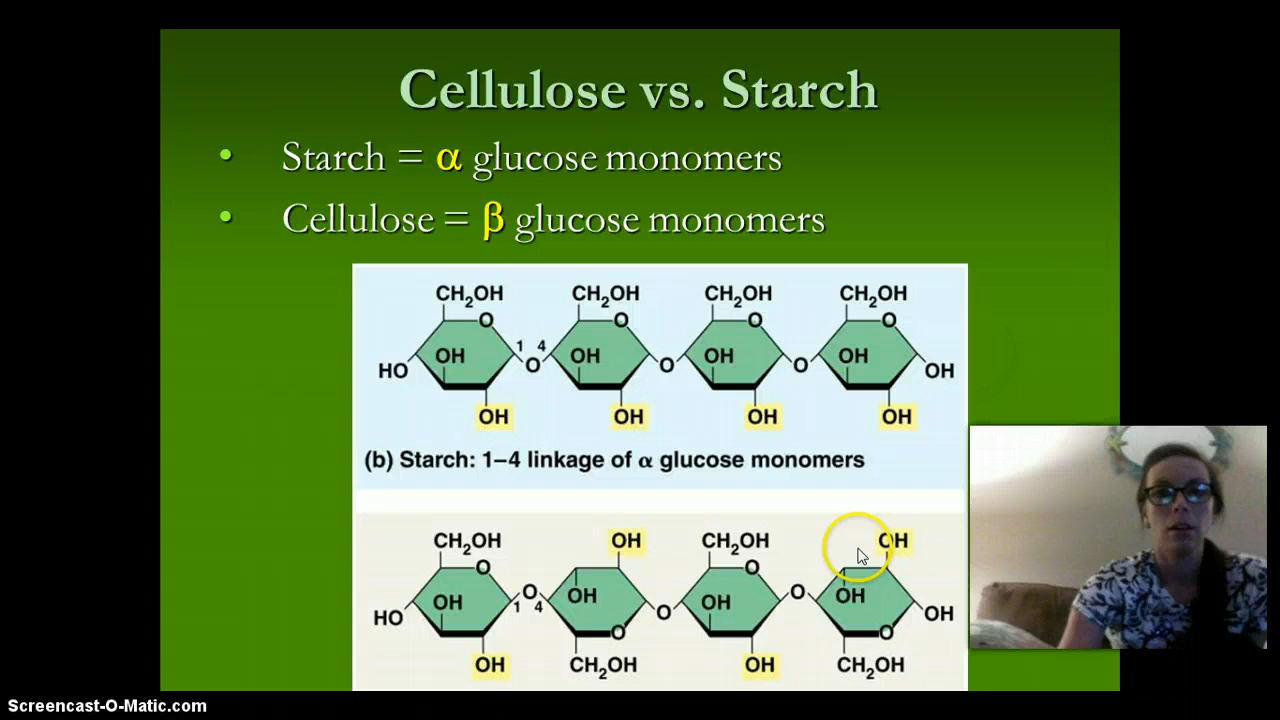 Cellulose vs. Starch
• Starch = α glucose monomers
• Cellulose = β glucose monomers
CH₂OH CH₂OH CH₂OH CH₂OH
O O O O
1 4
OH OH OH OH
HO O O O OH
OH OH OH OH
(b) Starch: 1–4 linkage of α glucose monomers
CH₂OH OH CH₂OH OH
O O
O O
OH 1 4 OH OH OH
HO O OH
O O
OH CH₂OH OH CH₂OH
Screencast-O-Matic.com